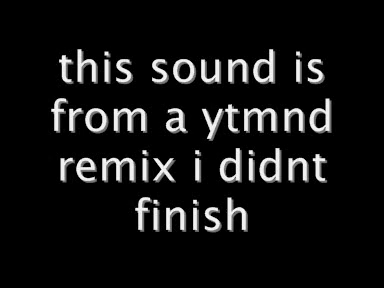 this sound is
from a ytmnd
remix i didnt
finish